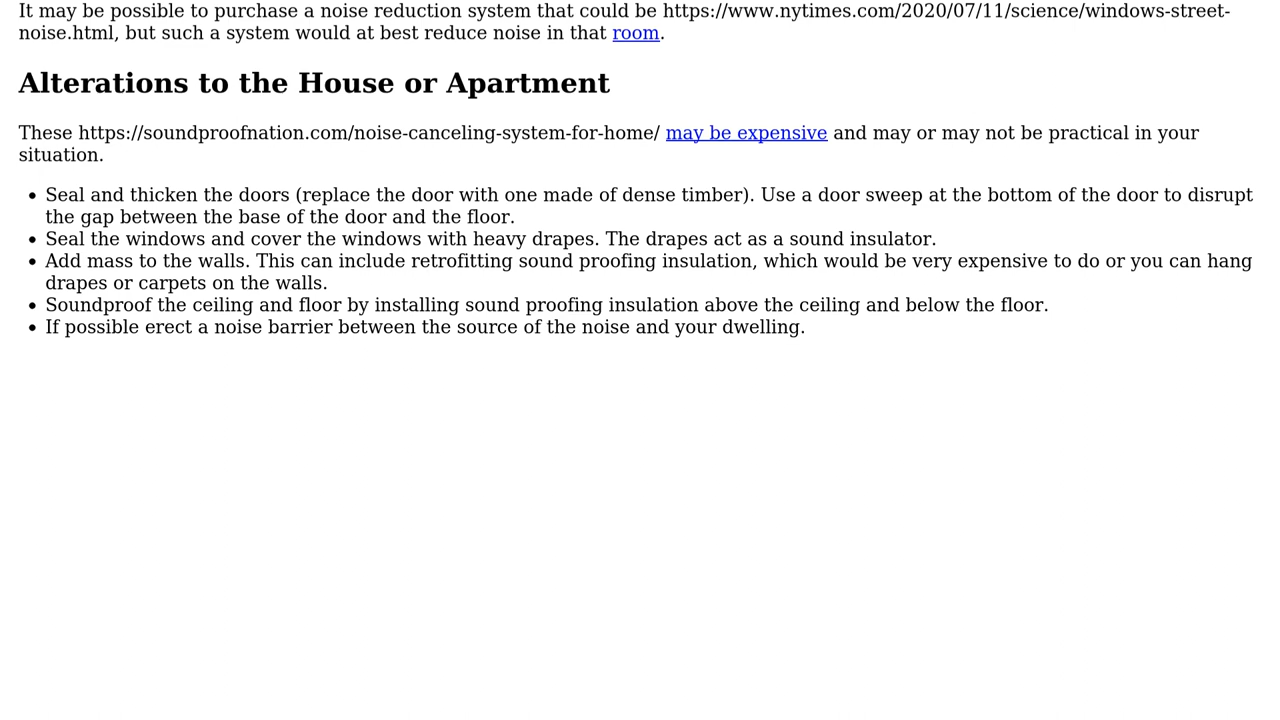 It may be possible to purchase a noise reduction system that could be https://www.nytimes.com/2020/07/11/science/windows-street-
noise.html, but such a system would at best reduce noise in that room.
Alterations to the House or Apartment
These https://soundproofnation.com/noise-canceling-system-for-home/ may be expensive and may or may not be practical in your
situation.
• Seal and thicken the doors (replace the door with one made of dense timber). Use a door sweep at the bottom of the door to disrupt
the gap between the base of the door and the floor.
• Seal the windows and cover the windows with heavy drapes. The drapes act as a sound insulator.
• Add mass to the walls. This can include retrofitting sound proofing insulation, which would be very expensive to do or you can hang
drapes or carpets on the walls.
• Soundproof the ceiling and floor by installing sound proofing insulation above the ceiling and below the floor.
• If possible erect a noise barrier between the source of the noise and your dwelling.